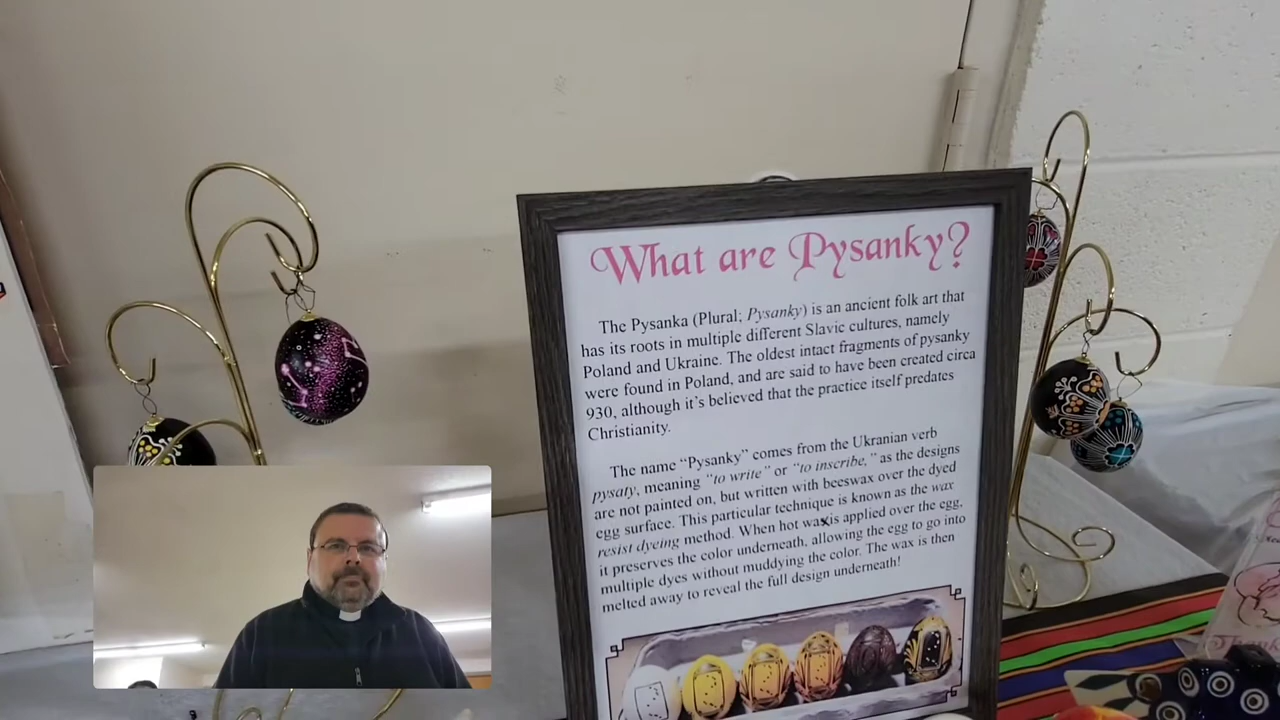 What are Pysanky?
The Pysanka (Plural; Pysanky) is an ancient folk art that
has its roots in multiple different Slavic cultures, namely
Poland and Ukraine. The oldest intact fragments of pysanky
were found in Poland, and are said to have been created circa
930, although it's believed that the practice itself predates
Christianity.
The name "Pysanky" comes from the Ukranian verb
pysaty, meaning "to write" or "to inscribe," as the designs
are not painted on, but written with beeswax over the dyed
egg surface. This particular technique is known as the wax
resist dyeing method. When hot wax is applied over the egg,
it preserves the color underneath, allowing the egg to go into
multiple dyes without muddying the color. The wax is then
melted away to reveal the full design underneath!